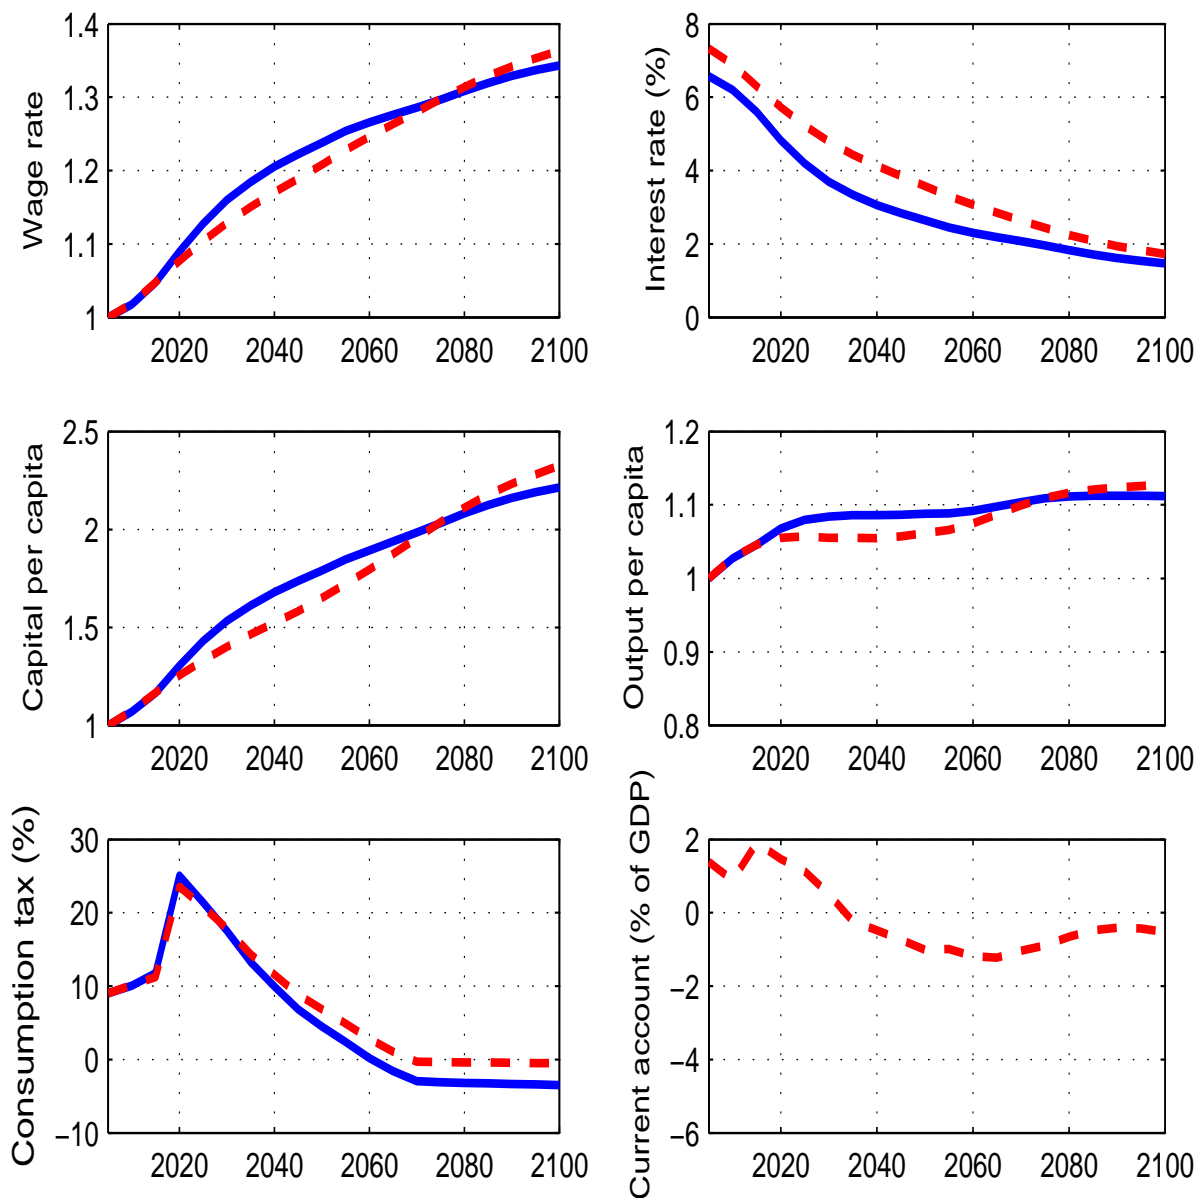 Wage rate
1.4
1.3
1.2
1.1
1
2020 2040 2060 2080 2100
Interest rate (%)
8
6
4
2
0
2020 2040 2060 2080 2100
Capital per capita
2.5
2
1.5
1
2020 2040 2060 2080 2100
Output per capita
1.2
1.1
1
0.9
0.8
2020 2040 2060 2080 2100
Consumption tax (%)
30
20
10
0
−10
2020 2040 2060 2080 2100
Current account (% of GDP)
2
0
−2
−4
−6
2020 2040 2060 2080 2100